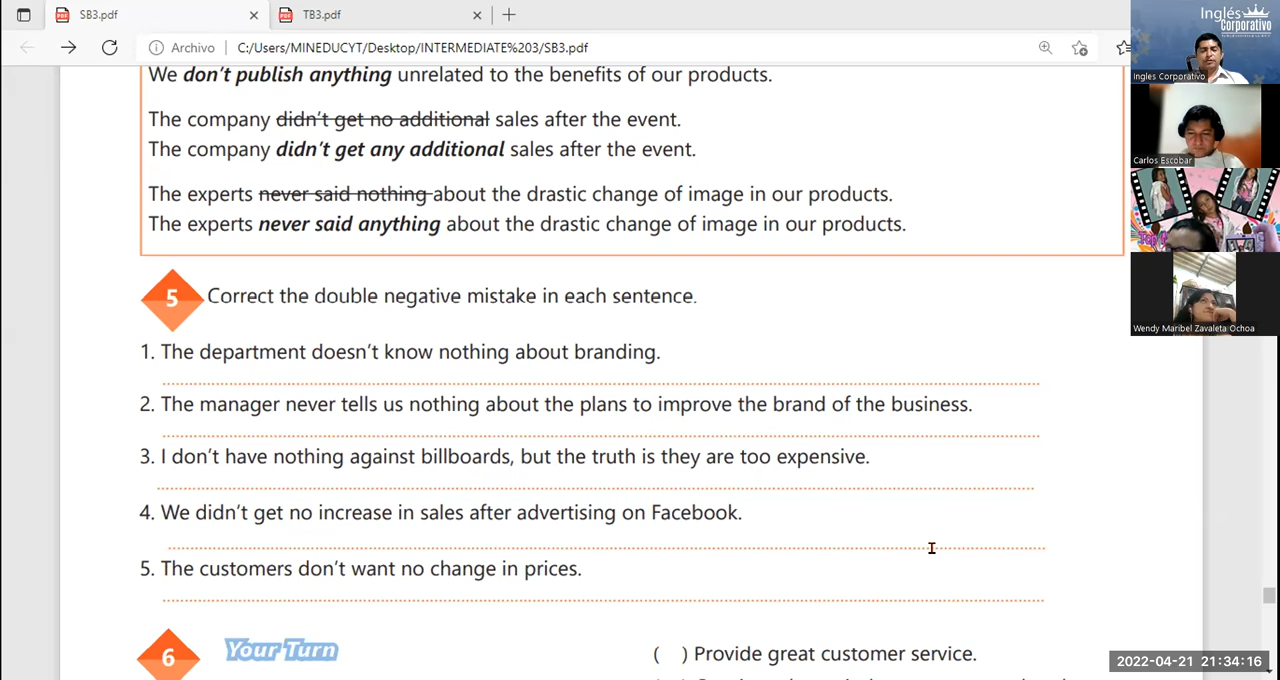 SB3.pdf
TB3.pdf
Archivo
C:/Users/MINEDUCYT/Desktop/INTERMEDIATE%203/SB3.pdf
Inglés
Corporativo
Ingles Corporativo
Carlos Escobar
Wendy Maribel Zavaleta Ochoa
We don't publish anything unrelated to the benefits of our products.
The company didn't get no additional sales after the event.
The company didn't get any additional sales after the event.
The experts never said nothing about the drastic change of image in our products.
The experts never said anything about the drastic change of image in our products.
5 Correct the double negative mistake in each sentence.
1. The department doesn't know nothing about branding.
2. The manager never tells us nothing about the plans to improve the brand of the business.
3. I don't have nothing against billboards, but the truth is they are too expensive.
4. We didn't get no increase in sales after advertising on Facebook.
5. The customers don't want no change in prices.
6 Your Turn
( ) Provide great customer service.
2022-04-21 21:34:16